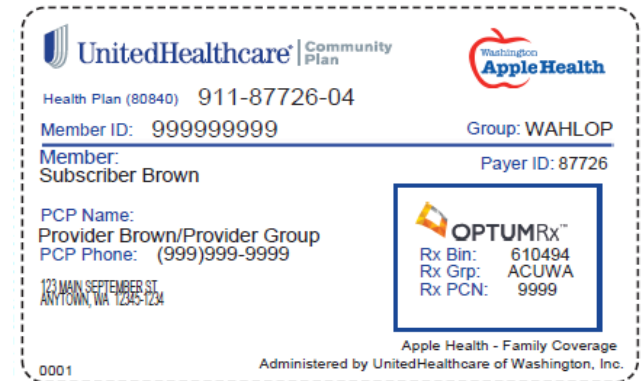 UnitedHealthcare® | Community Plan
Washington
Apple Health
Health Plan (80840) 911-87726-04
Member ID: 999999999 Group: WAHLOP
Member:
Subscriber Brown
Payer ID: 87726
PCP Name:
Provider Brown/Provider Group
PCP Phone: (999)999-9999
123 MAIN SEPTEMBER ST.
ANYTOWN, WA 12345-1234
OPTUMRx™
Rx Bin: 610494
Rx Grp: ACUWA
Rx PCN: 9999
Apple Health - Family Coverage
0001 Administered by UnitedHealthcare of Washington, Inc.